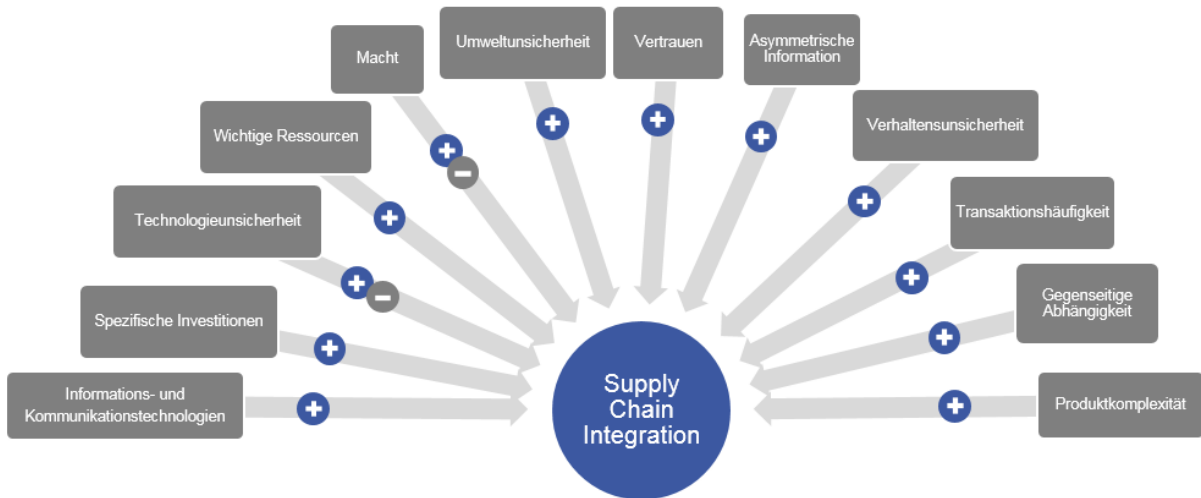 Macht
Umweltunsicherheit
Vertrauen
Asymmetrische
Information
Wichtige Ressourcen
Verhaltensunsicherheit
Technologieunsicherheit
Transaktionshäufigkeit
Spezifische Investitionen
Gegenseitige
Abhängigkeit
Informations- und
Kommunikationstechnologien
Produktkomplexität
Supply
Chain
Integration